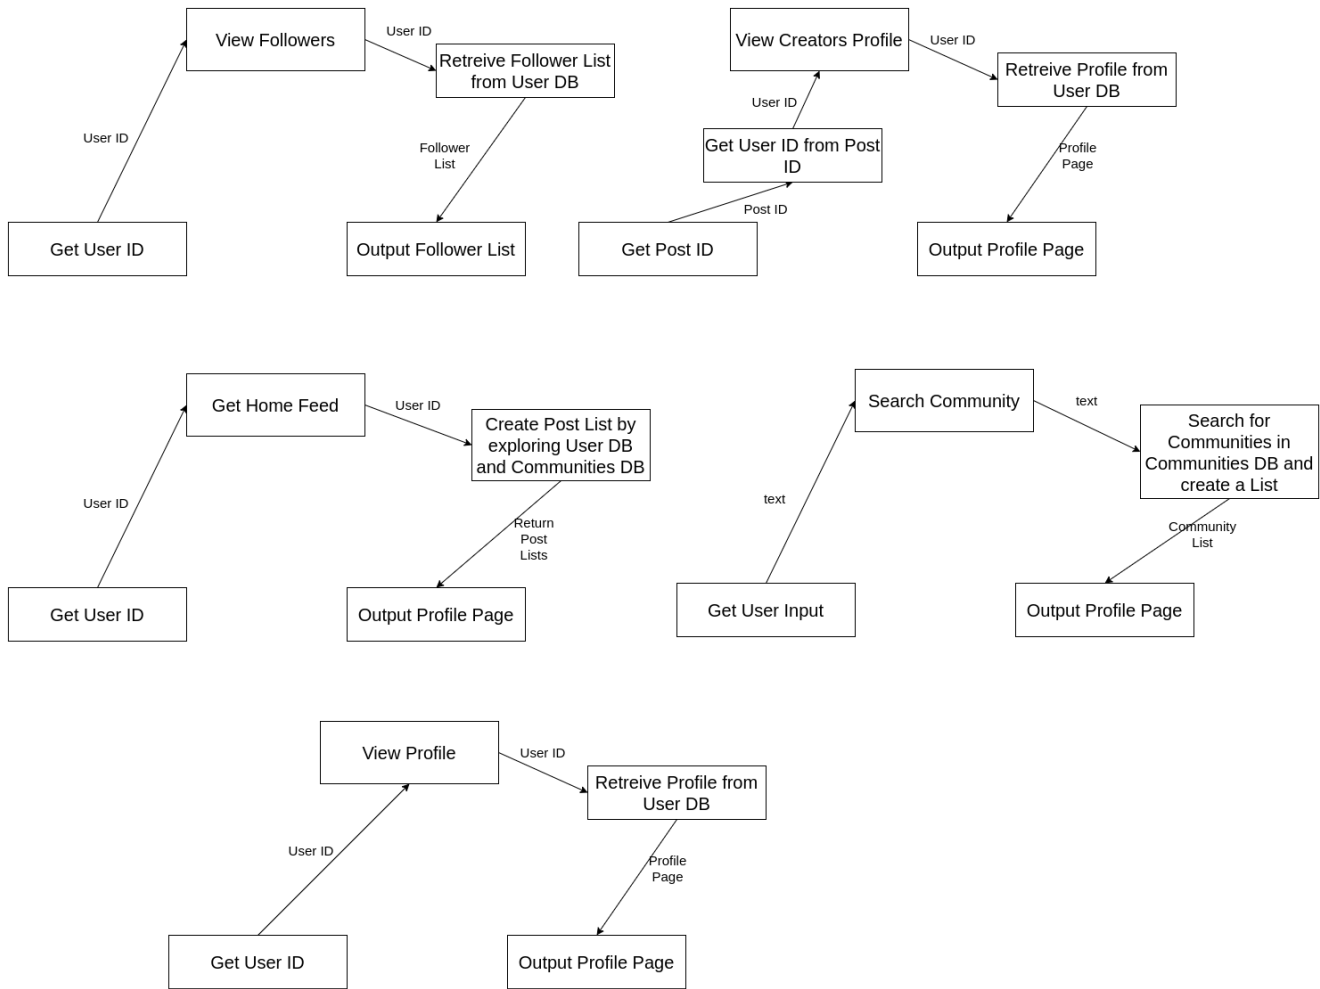 View Followers
User ID
Retreive Follower List
from User DB
User ID
Follower
List
Get User ID
Output Follower List
View Creators Profile
User ID
Retreive Profile from
User DB
User ID
Get User ID from Post
ID
Profile
Page
Post ID
Get Post ID
Output Profile Page
Get Home Feed
User ID
Create Post List by
exploring User DB
and Communities DB
User ID
Return
Post
Lists
Get User ID
Output Profile Page
Search Community
text
Search for
Communities in
Communities DB and
create a List
text
Community
List
Get User Input
Output Profile Page
View Profile
User ID
Retreive Profile from
User DB
User ID
Profile
Page
Get User ID
Output Profile Page